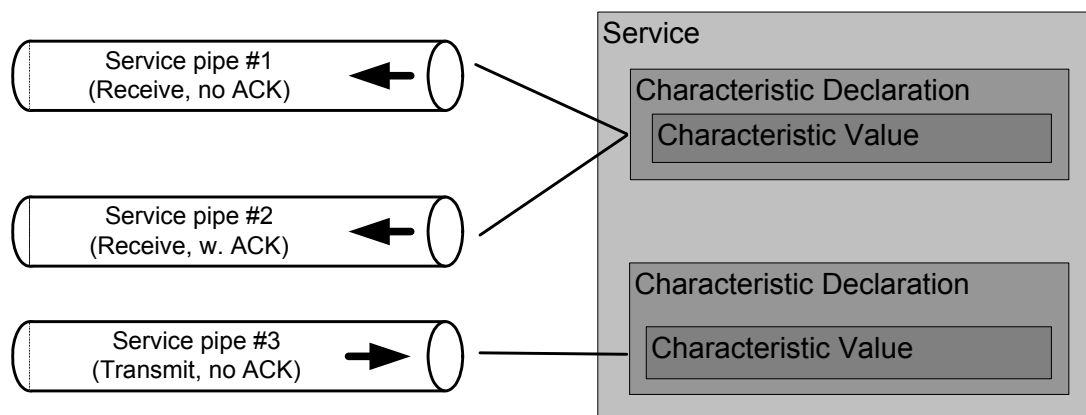 Service pipe #1
(Receive, no ACK)
Service pipe #2
(Receive, w. ACK)
Service pipe #3
(Transmit, no ACK)
Service
Characteristic Declaration
Characteristic Value
Characteristic Declaration
Characteristic Value